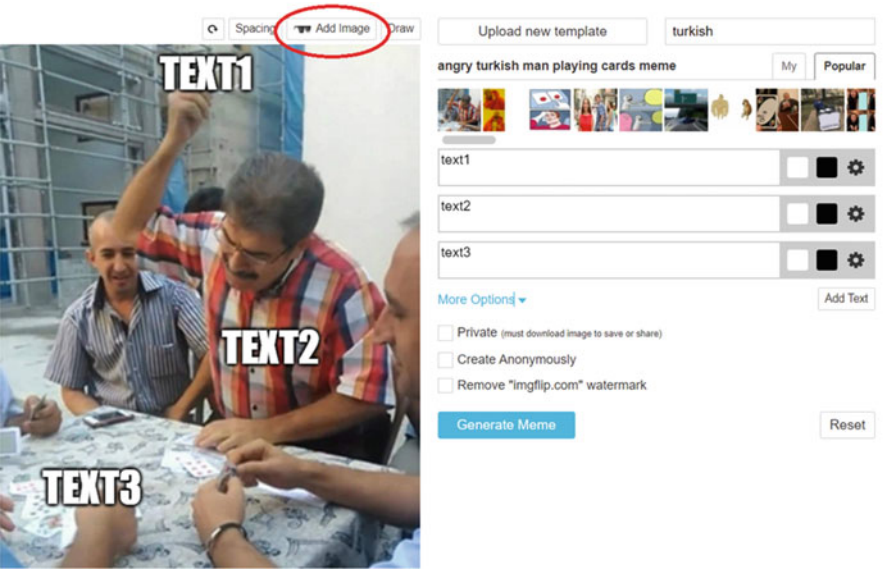 Spacing
Add Image
Draw
Upload new template
turkish
angry turkish man playing cards meme
My
Popular
TEXT1
text1
text2
text3
TEXT2
More Options
Add Text
Private (must download image to save or share)
Create Anonymously
Remove "imgflip.com" watermark
Generate Meme
Reset
TEXT3